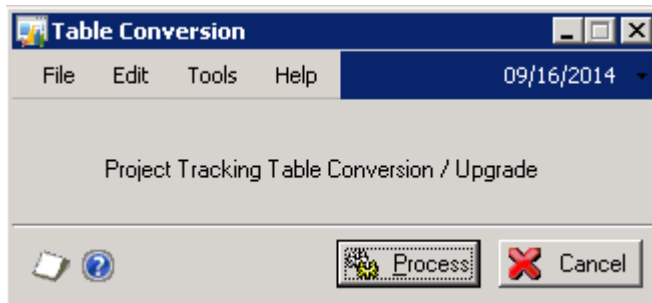 Table Conversion
File Edit Tools Help 09/16/2014
Project Tracking Table Conversion / Upgrade
Process Cancel